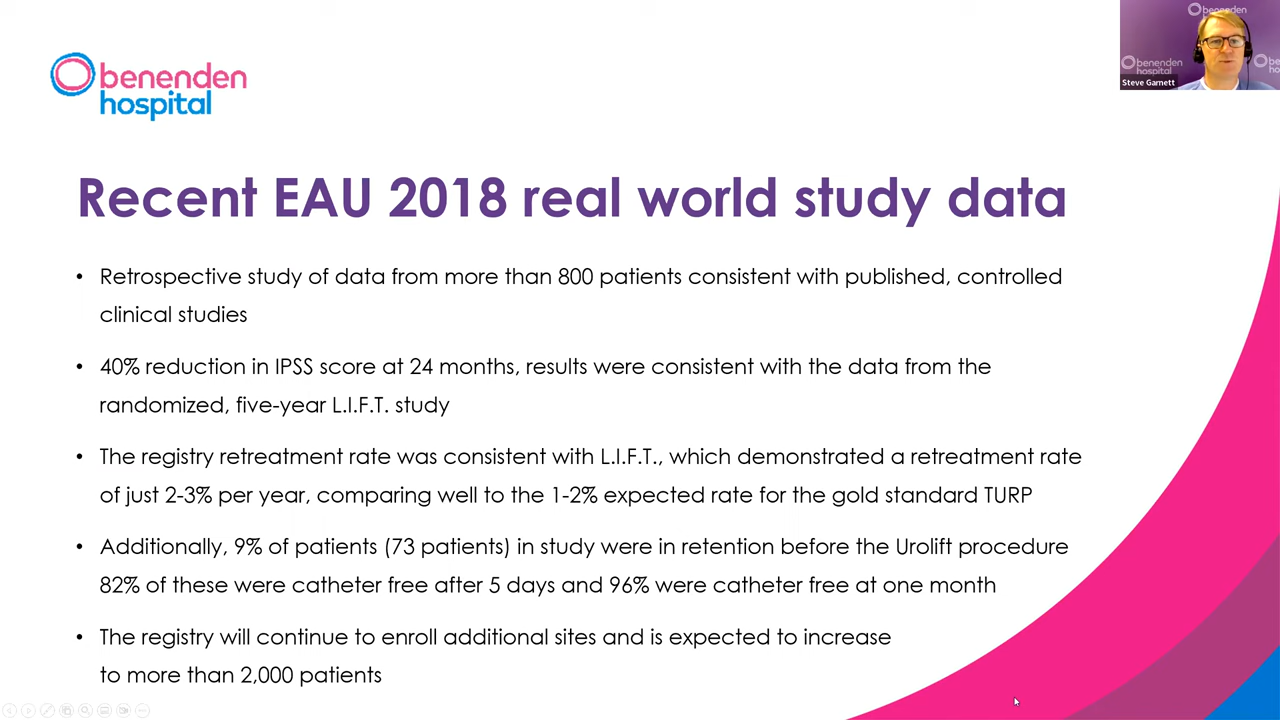 benenden
hospital
benenden
hospital
Steve Garnett
Recent EAU 2018 real world study data
• Retrospective study of data from more than 800 patients consistent with published, controlled
clinical studies
• 40% reduction in IPSS score at 24 months, results were consistent with the data from the
randomized, five-year L.I.F.T. study
• The registry retreatment rate was consistent with L.I.F.T., which demonstrated a retreatment rate
of just 2-3% per year, comparing well to the 1-2% expected rate for the gold standard TURP
• Additionally, 9% of patients (73 patients) in study were in retention before the Urolift procedure
82% of these were catheter free after 5 days and 96% were catheter free at one month
• The registry will continue to enroll additional sites and is expected to increase
to more than 2,000 patients